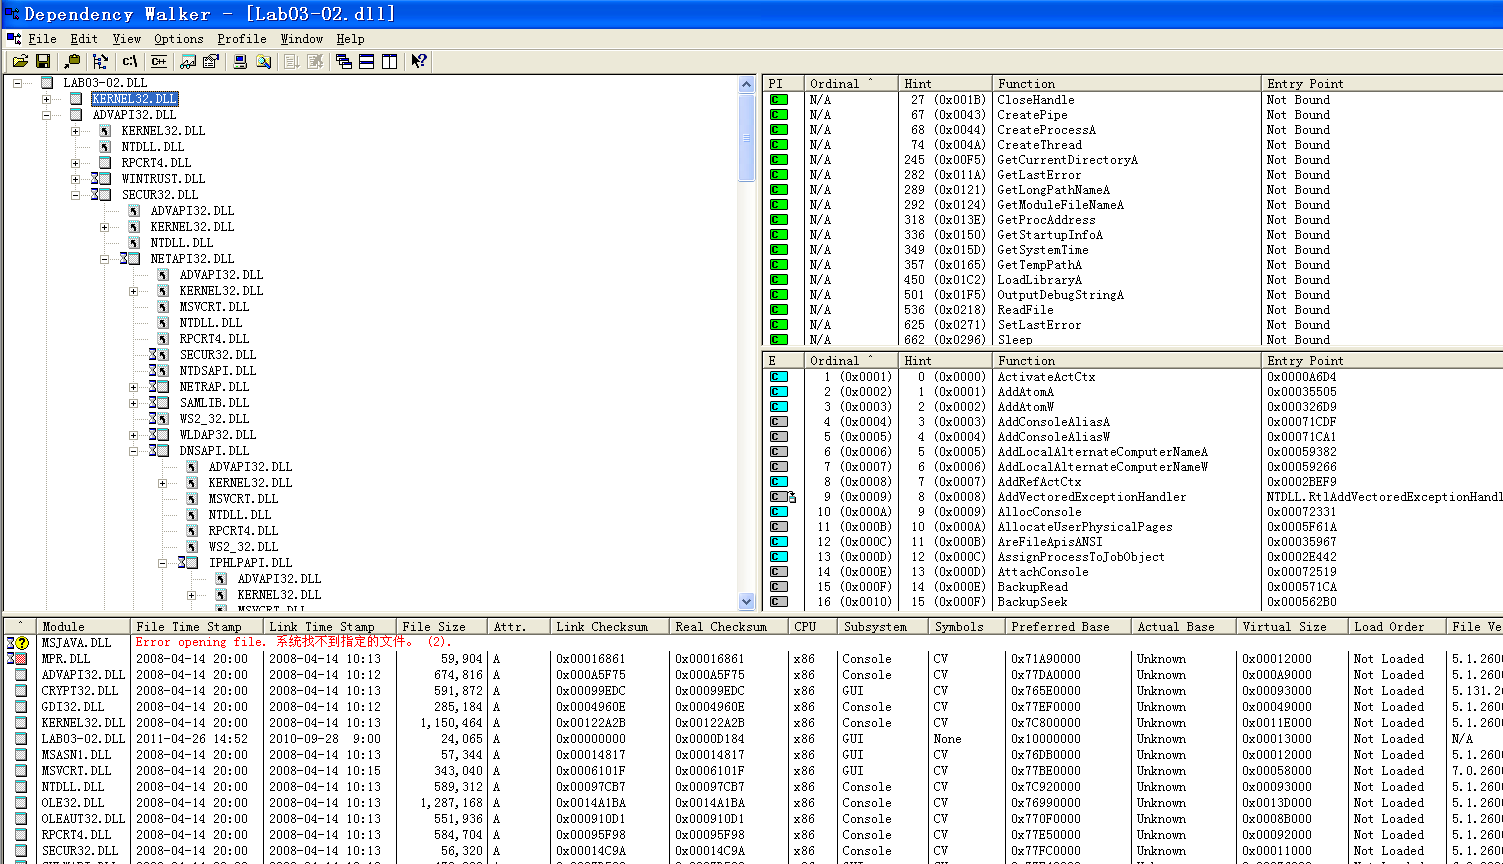 Dependency Walker - [Lab03-02.dll]
File Edit View Options Profile Window Help
LAB03-02.DLL
KERNEL32.DLL
ADVAPI32.DLL
KERNEL32.DLL
NTDLL.DLL
RPCRT4.DLL
WINTRUST.DLL
SECUR32.DLL
ADVAPI32.DLL
KERNEL32.DLL
NTDLL.DLL
NETAPI32.DLL
ADVAPI32.DLL
KERNEL32.DLL
MSVCRT.DLL
NTDLL.DLL
RPCRT4.DLL
SECUR32.DLL
NTDSAPI.DLL
NETRAP.DLL
SAMLIB.DLL
WS2_32.DLL
WLDAP32.DLL
DNSAPI.DLL
ADVAPI32.DLL
KERNEL32.DLL
MSVCRT.DLL
NTDLL.DLL
RPCRT4.DLL
WS2_32.DLL
IPHLPAPI.DLL
ADVAPI32.DLL
KERNEL32.DLL
MSVCRT.DLL
PI Ordinal ^ Hint Function Entry Point
C N/A 27 (0x001B) CloseHandle Not Bound
C N/A 67 (0x0043) CreatePipe Not Bound
C N/A 68 (0x0044) CreateProcessA Not Bound
C N/A 74 (0x004A) CreateThread Not Bound
C N/A 245 (0x00F5) GetCurrentDirectoryA Not Bound
C N/A 282 (0x011A) GetLastError Not Bound
C N/A 289 (0x0121) GetLongPathNameA Not Bound
C N/A 292 (0x0124) GetModuleFileNameA Not Bound
C N/A 318 (0x013E) GetProcAddress Not Bound
C N/A 336 (0x0150) GetStartupInfoA Not Bound
C N/A 349 (0x015D) GetSystemTime Not Bound
C N/A 357 (0x0165) GetTempPathA Not Bound
C N/A 450 (0x01C2) LoadLibraryA Not Bound
C N/A 501 (0x01F5) OutputDebugStringA Not Bound
C N/A 536 (0x0218) ReadFile Not Bound
C N/A 625 (0x0271) SetLastError Not Bound
C N/A 662 (0x0296) Sleep Not Bound
E Ordinal ^ Hint Function Entry Point
C 1 (0x0001) 0 (0x0000) ActivateActCtx 0x0000A6D4
C 2 (0x0002) 1 (0x0001) AddAtomA 0x00035505
C 3 (0x0003) 2 (0x0002) AddAtomW 0x000326D9
C 4 (0x0004) 3 (0x0003) AddConsoleAliasA 0x00071CDF
C 5 (0x0005) 4 (0x0004) AddConsoleAliasW 0x00071CA1
C 6 (0x0006) 5 (0x0005) AddLocalAlternateComputerNameA 0x00059382
C 7 (0x0007) 6 (0x0006) AddLocalAlternateComputerNameW 0x00059266
C 8 (0x0008) 7 (0x0007) AddRefActCtx 0x0002BEF9
C 9 (0x0009) 8 (0x0008) AddVectoredExceptionHandler NTDLL.RtlAddVectoredExceptionHandl
C 10 (0x000A) 9 (0x0009) AllocConsole 0x00072331
C 11 (0x000B) 10 (0x000A) AllocateUserPhysicalPages 0x0005F61A
C 12 (0x000C) 11 (0x000B) AreFileApisANSI 0x00035967
C 13 (0x000D) 12 (0x000C) AssignProcessToJobObject 0x0002E442
C 14 (0x000E) 13 (0x000D) AttachConsole 0x00072519
C 15 (0x000F) 14 (0x000E) BackupRead 0x000571CA
C 16 (0x0010) 15 (0x000F) BackupSeek 0x000562B0
^ Module File Time Stamp Link Time Stamp File Size Attr. Link Checksum Real Checksum CPU Subsystem Symbols Preferred Base Actual Base Virtual Size Load Order File Ve
MSJAVA.DLL Error opening file. 系统找不到指定的文件。 (2).
MPR.DLL 2008-04-14 20:00 2008-04-14 10:13 59,904 A 0x00016861 0x00016861 x86 Console CV 0x71A90000 Unknown 0x00012000 Not Loaded 5.1.2600
ADVAPI32.DLL 2008-04-14 20:00 2008-04-14 10:12 674,816 A 0x000A5F75 0x000A5F75 x86 Console CV 0x77DA0000 Unknown 0x000A9000 Not Loaded 5.1.2600
CRYPT32.DLL 2008-04-14 20:00 2008-04-14 10:13 591,872 A 0x00099EDC 0x00099EDC x86 GUI CV 0x765E0000 Unknown 0x00093000 Not Loaded 5.131.26
GDI32.DLL 2008-04-14 20:00 2008-04-14 10:12 285,184 A 0x0004960E 0x0004960E x86 Console CV 0x77EF0000 Unknown 0x00049000 Not Loaded 5.1.2600
KERNEL32.DLL 2008-04-14 20:00 2008-04-14 10:13 1,150,464 A 0x00122A2B 0x00122A2B x86 Console CV 0x7C800000 Unknown 0x0011E000 Not Loaded 5.1.2600
LAB03-02.DLL 2011-04-26 14:52 2010-09-28 9:00 24,065 A 0x00000000 0x0000D184 x86 GUI None 0x10000000 Unknown 0x00013000 Not Loaded N/A
MSASN1.DLL 2008-04-14 20:00 2008-04-14 10:13 57,344 A 0x00014817 0x00014817 x86 GUI CV 0x76DB0000 Unknown 0x00012000 Not Loaded 5.1.2600
MSVCRT.DLL 2008-04-14 20:00 2008-04-14 10:15 343,040 A 0x0006101F 0x0006101F x86 GUI CV 0x77BE0000 Unknown 0x00058000 Not Loaded 7.0.2600
NTDLL.DLL 2008-04-14 20:00 2008-04-14 10:13 589,312 A 0x00097CB7 0x00097CB7 x86 Console CV 0x7C920000 Unknown 0x00093000 Not Loaded 5.1.2600
OLE32.DLL 2008-04-14 20:00 2008-04-14 10:13 1,287,168 A 0x0014A1BA 0x0014A1BA x86 Console CV 0x76990000 Unknown 0x0013D000 Not Loaded 5.1.2600
OLEAUT32.DLL 2008-04-14 20:00 2008-04-14 10:13 551,936 A 0x000910D1 0x000910D1 x86 Console CV 0x770F0000 Unknown 0x0008B000 Not Loaded 5.1.2600
RPCRT4.DLL 2008-04-14 20:00 2008-04-14 10:13 584,704 A 0x00095F98 0x00095F98 x86 Console CV 0x77E50000 Unknown 0x00092000 Not Loaded 5.1.2600
SECUR32.DLL 2008-04-14 20:00 2008-04-14 10:13 56,320 A 0x00014C9A 0x00014C9A x86 Console CV 0x77FC0000 Unknown 0x00011000 Not Loaded 5.1.2600